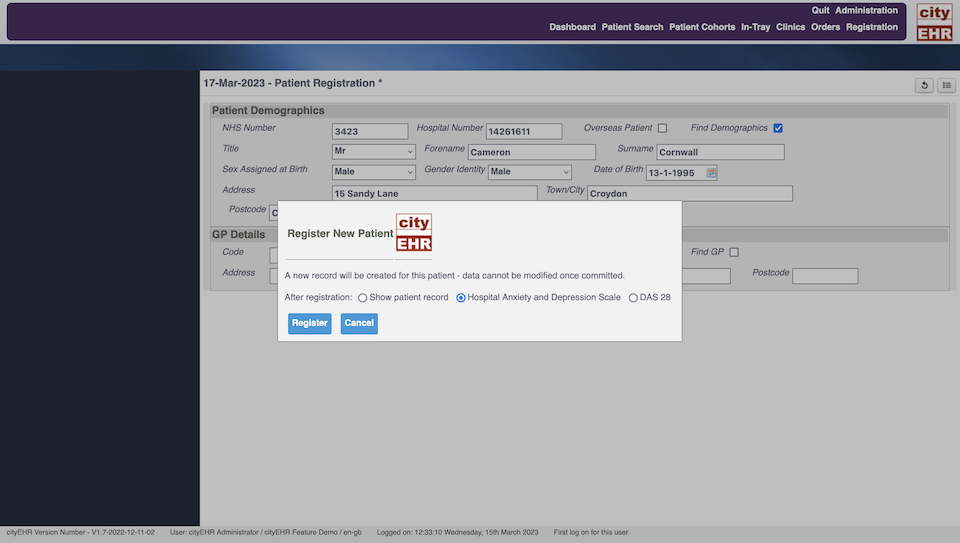 Quit Administration
city
EHR
Dashboard Patient Search Patient Cohorts In-Tray Clinics Orders Registration
17-Mar-2023 - Patient Registration *
Patient Demographics
NHS Number 3423 Hospital Number 14261611 Overseas Patient Find Demographics
Title Mr Forename Cameron Surname Cornwall
Sex Assigned at Birth Male Gender Identity Male Date of Birth 13-1-1995
Address 15 Sandy Lane Town/City Croydon
Postcode C
GP Details
Code Find GP
Address Postcode
Register New Patient
city
EHR
A new record will be created for this patient - data cannot be modified once committed.
After registration: Show patient record Hospital Anxiety and Depression Scale DAS 28
Register Cancel
cityEHR Version Number - V1.7-2022-12-11-02 User: cityEHR Administrator / cityEHR Feature Demo / en-gb Logged on: 12:33:10 Wednesday, 15th March 2023 First log on for this user.